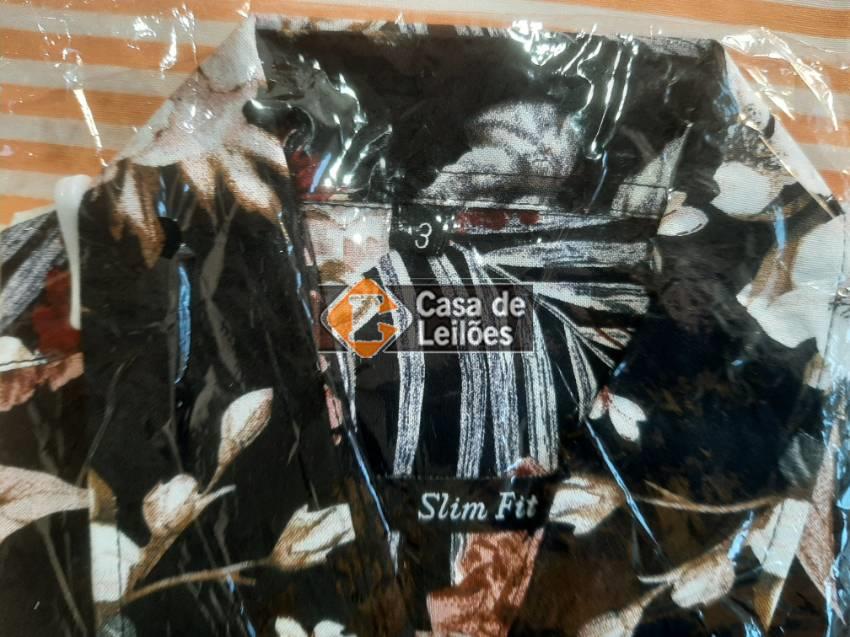 3
Casa de
Leilões
Slim Fit